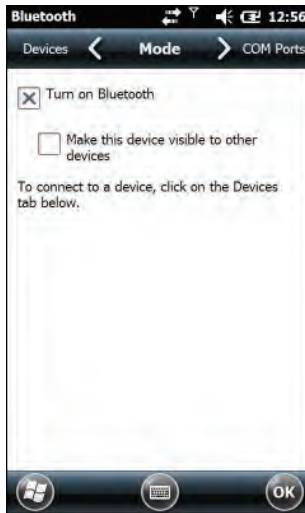 Bluetooth 12:56
Devices Mode COM Ports
Turn on Bluetooth
Make this device visible to other
devices
To connect to a device, click on the Devices
tab below.
OK